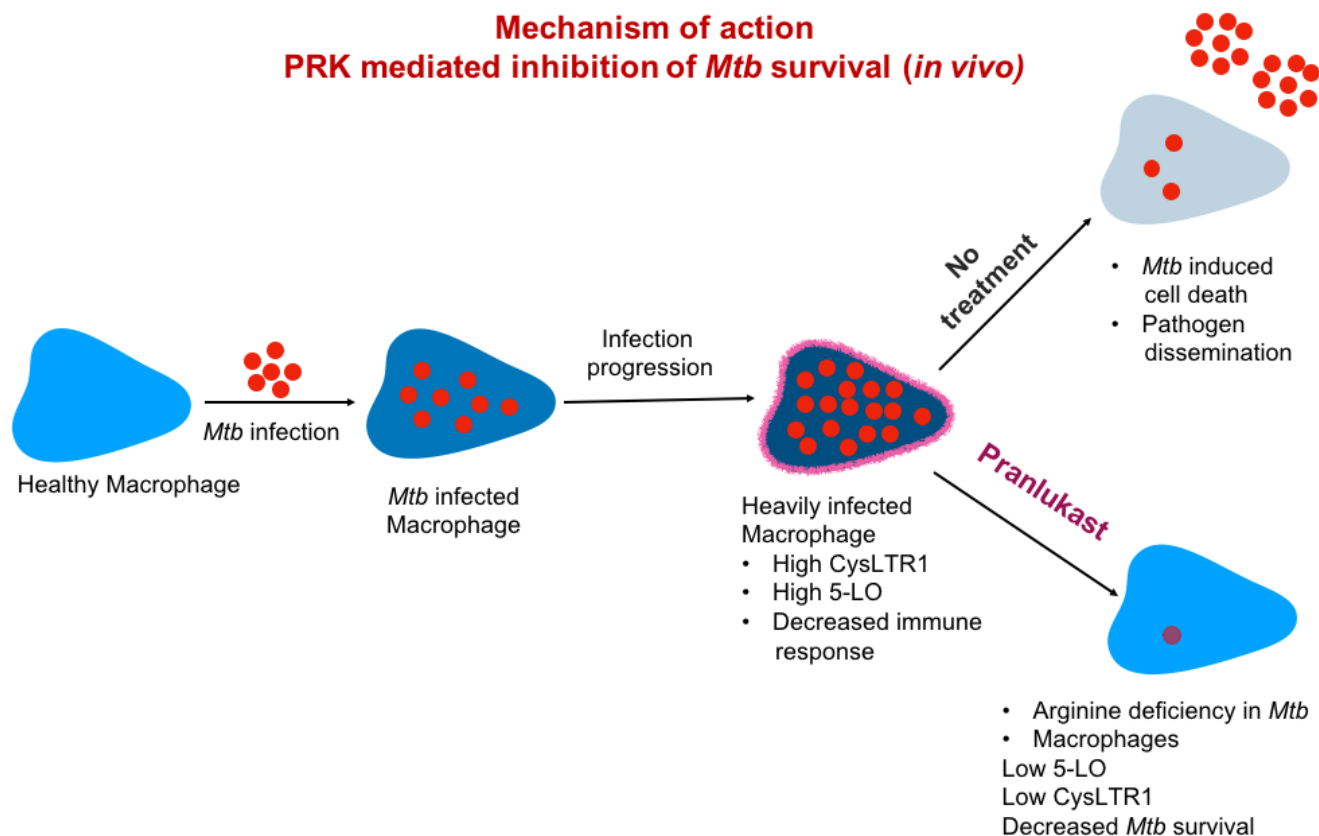 Mechanism of action
PRK mediated inhibition of Mtb survival (in vivo)
Healthy Macrophage
Mtb infection
Mtb infected
Macrophage
Infection
progression
Heavily infected
Macrophage
• High CysLTR1
• High 5-LO
• Decreased immune
response
No
treatment
• Mtb induced
cell death
• Pathogen
dissemination
Pranlukast
• Arginine deficiency in Mtb
• Macrophages
Low 5-LO
Low CysLTR1
Decreased Mtb survival